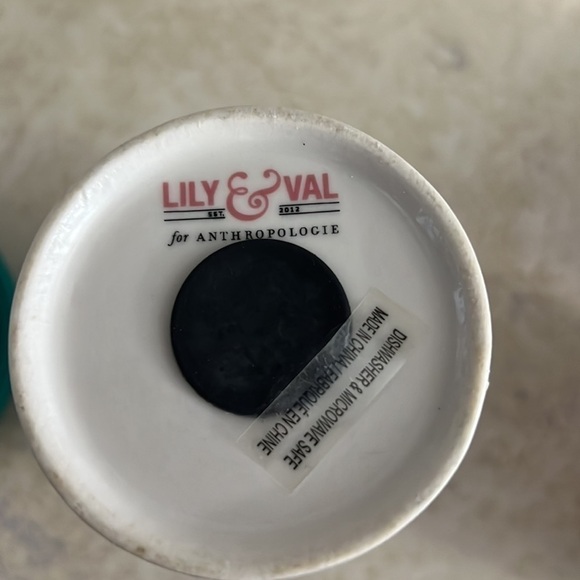 LILY & VAL
EST. 2012
for ANTHROPOLOGIE
DISHWASHER & MICROWAVE SAFE
MADE IN CHINA / FABRIQUÉ EN CHINE